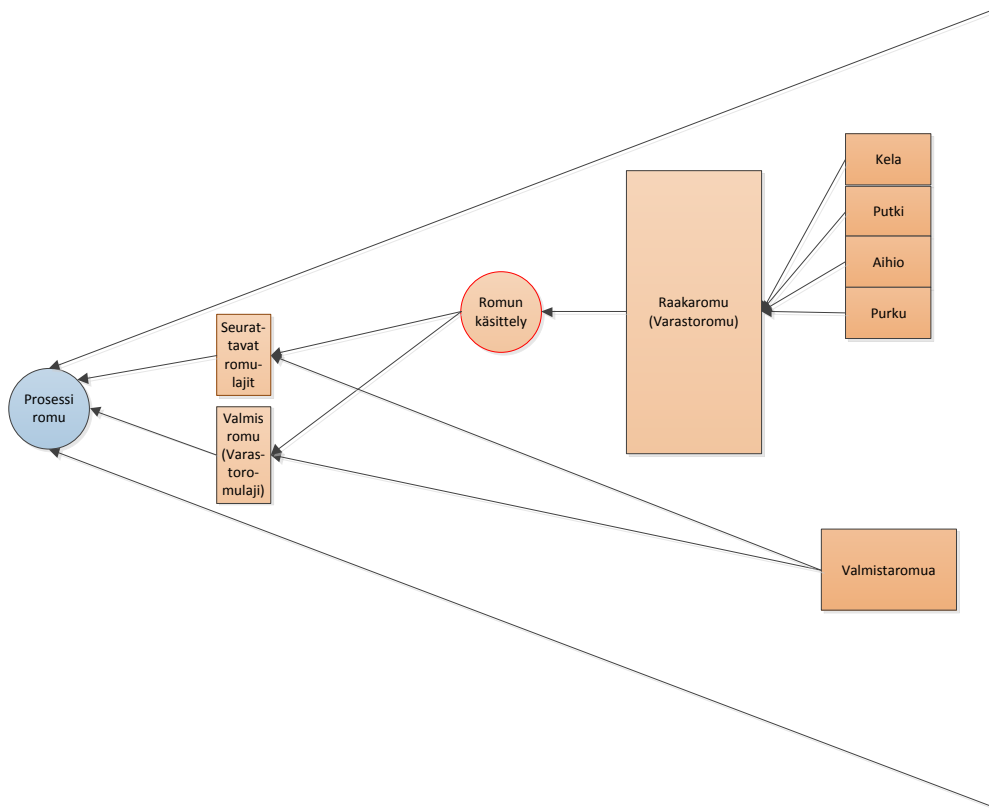 Kela
Putki
Aihio
Purku
Raakaromu
(Varastoromu)
Romun
käsittely
Seurat-
tavat
romu-
lajit
Valmis
romu
(Varas-
toro-
mulaji)
Prosessi
romu
Valmistaromua